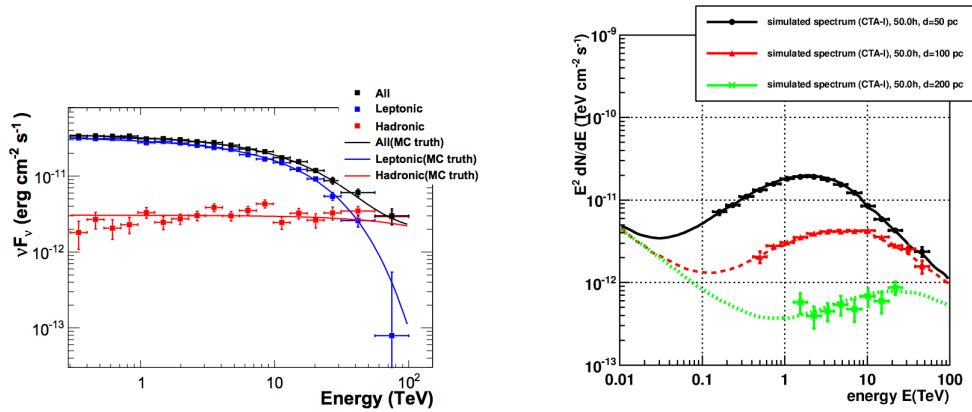 All
Leptonic
Hadronic
All(MC truth)
Leptonic(MC truth)
Hadronic(MC truth)
νFν (erg cm-2 s-1)
10-11
10-12
10-13
1
10
102
Energy (TeV)
simulated spectrum (CTA-I), 50.0h, d=50 pc
simulated spectrum (CTA-I), 50.0h, d=100 pc
simulated spectrum (CTA-I), 50.0h, d=200 pc
E2 dN/dE (TeV cm-2 s-1)
10-9
10-10
10-11
10-12
10-13
0.01
0.1
1
10
100
energy E(TeV)